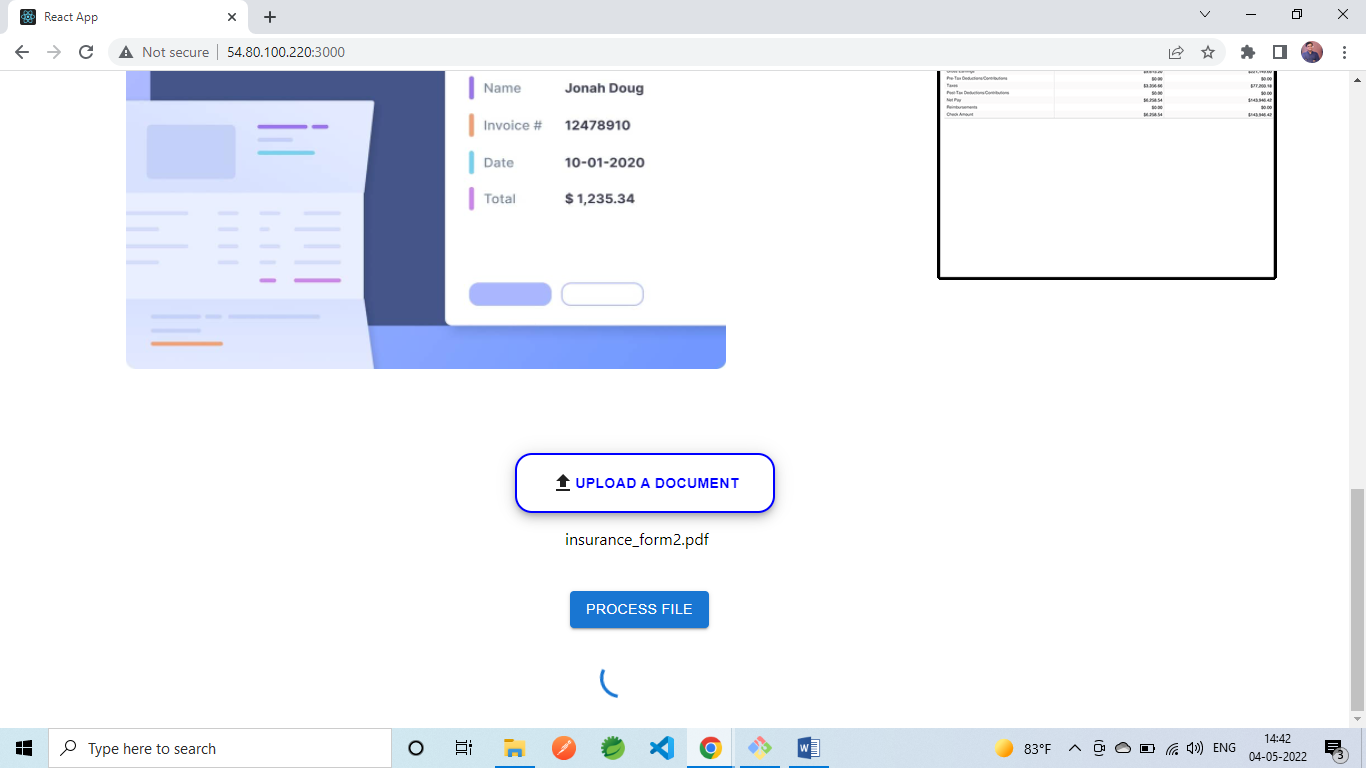 React App
Not secure
54.80.100.220:3000
Name Jonah Doug
Invoice # 12478910
Date 10-01-2020
Total $ 1,235.34
Gross Earnings
Pre Tax Deductions/Contributions $0.00 $0.00
Taxes $3,356.66 $77,203.16
Post Tax Deductions/Contributions $0.00 $0.00
Net Pay $6,258.54 $143,946.42
Reimbursements $0.00 $0.00
Check Amount $6,258.54 $143,946.42
UPLOAD A DOCUMENT
insurance_form2.pdf
PROCESS FILE
Type here to search
83°F
ENG
14:42
04-05-2022
3